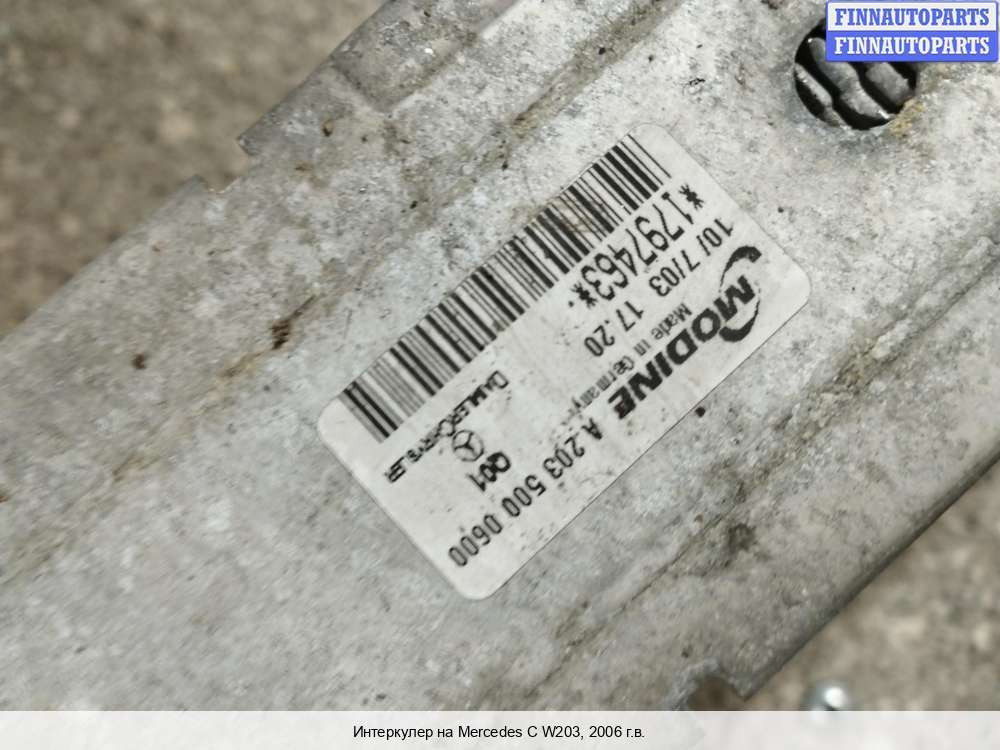 FINNAUTOPARTS
FINNAUTOPARTS
*1797463*
10/ 7/03 17 20
MODINE
Made in Germany
A 203 500 0600
DAIMLERCHRYSLER
Q01
Интеркулер на Mercedes C W203, 2006 г.в.